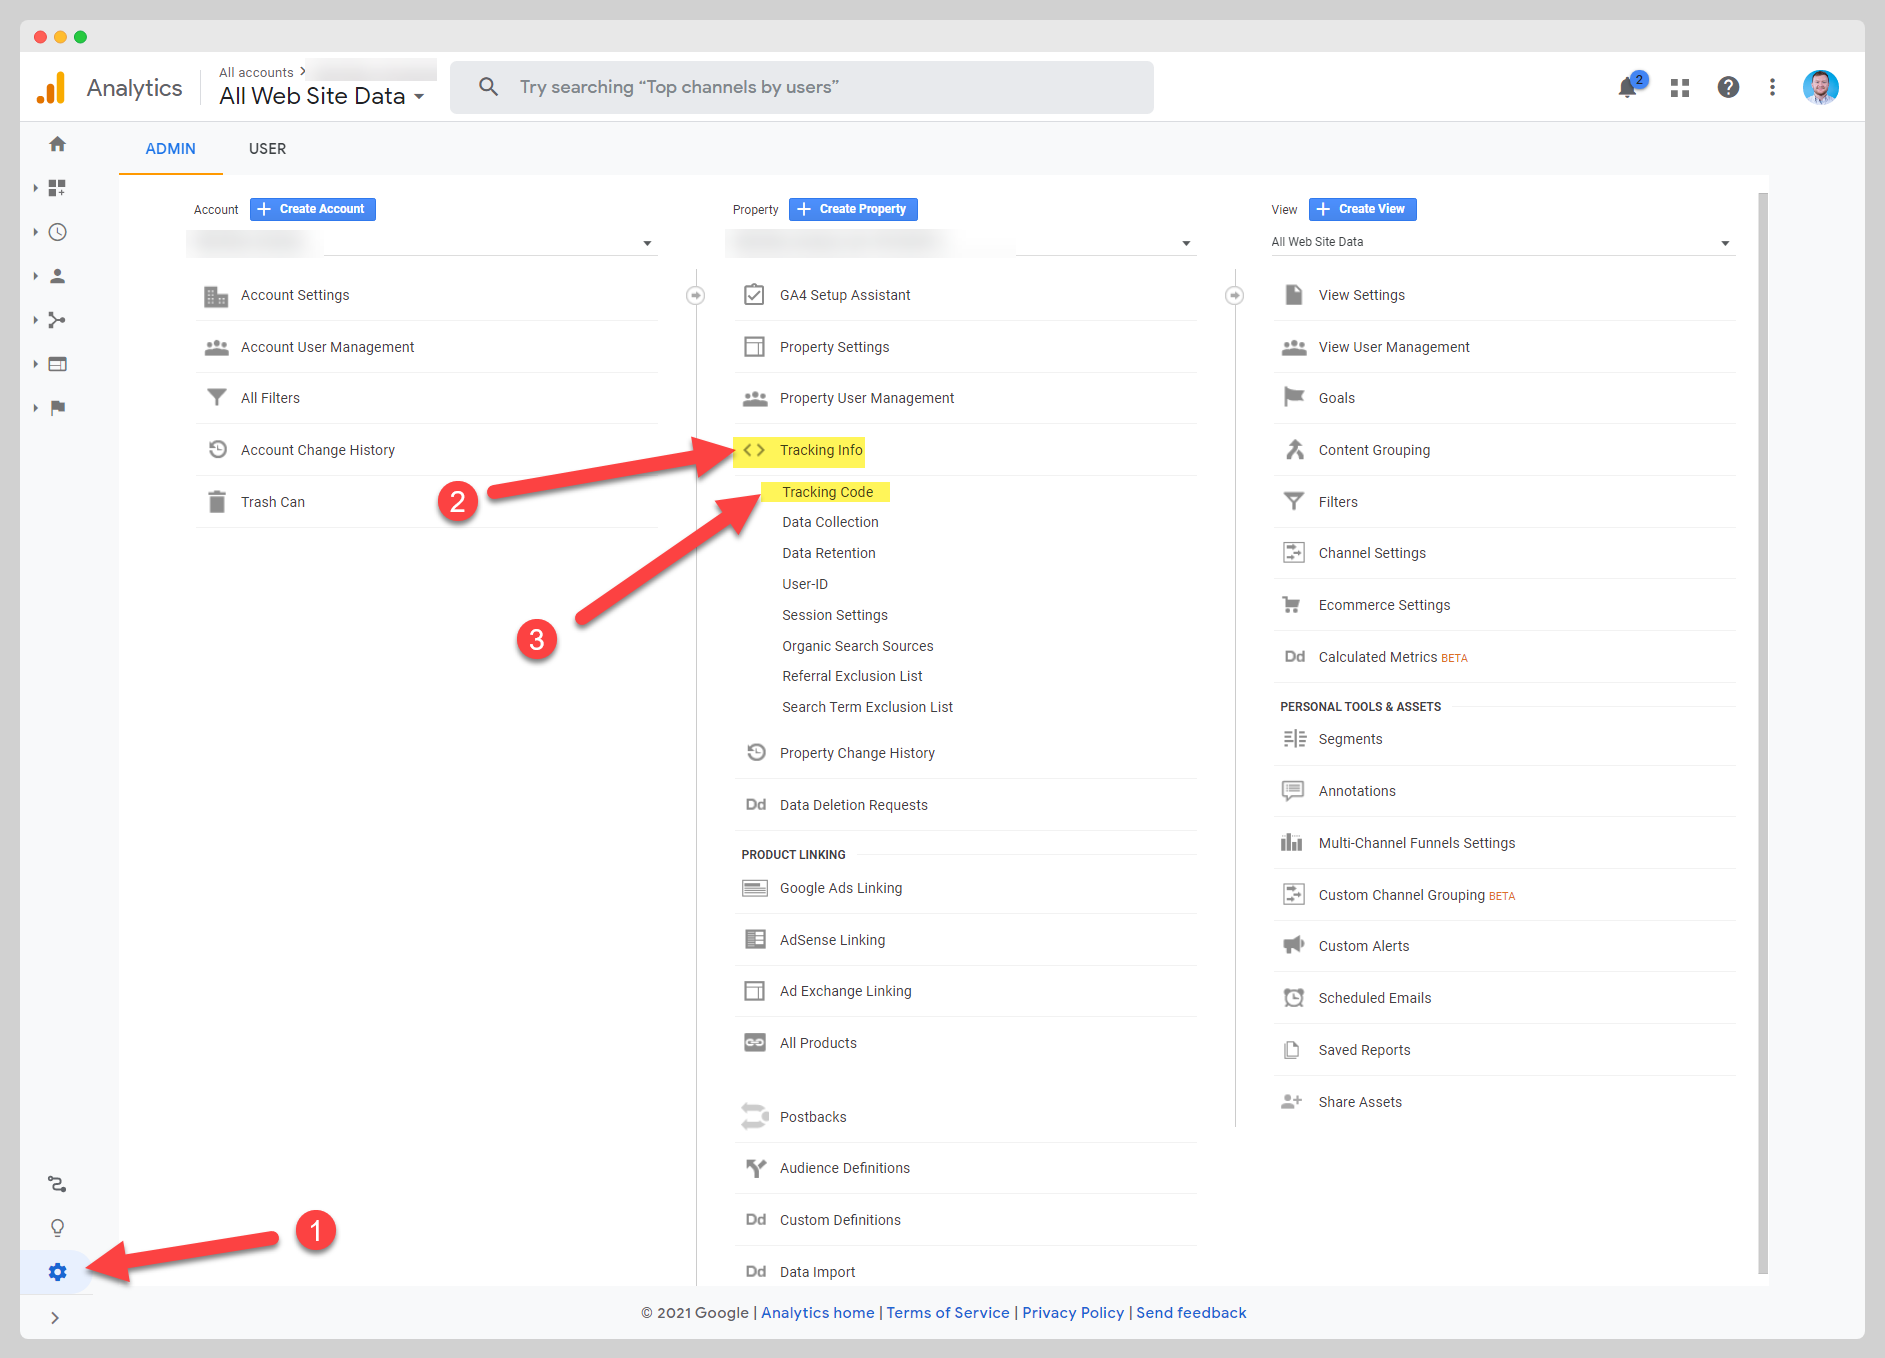 All accounts >
Analytics
All Web Site Data
Try searching “Top channels by users”
2
ADMIN
USER
Account
Create Account
Account Settings
Account User Management
All Filters
Account Change History
Trash Can
Property
Create Property
GA4 Setup Assistant
Property Settings
Property User Management
Tracking Info
2
Tracking Code
Data Collection
Data Retention
User-ID
Session Settings
3
Organic Search Sources
Referral Exclusion List
Search Term Exclusion List
Property Change History
Dd Data Deletion Requests
PRODUCT LINKING
Google Ads Linking
AdSense Linking
Ad Exchange Linking
All Products
Postbacks
Audience Definitions
Dd Custom Definitions
Dd Data Import
View
Create View
All Web Site Data
View Settings
View User Management
Goals
Content Grouping
Filters
Channel Settings
Ecommerce Settings
Dd Calculated Metrics BETA
PERSONAL TOOLS & ASSETS
Segments
Annotations
Multi-Channel Funnels Settings
Custom Channel Grouping BETA
Custom Alerts
Scheduled Emails
Saved Reports
Share Assets
1
© 2021 Google | Analytics home | Terms of Service | Privacy Policy | Send feedback